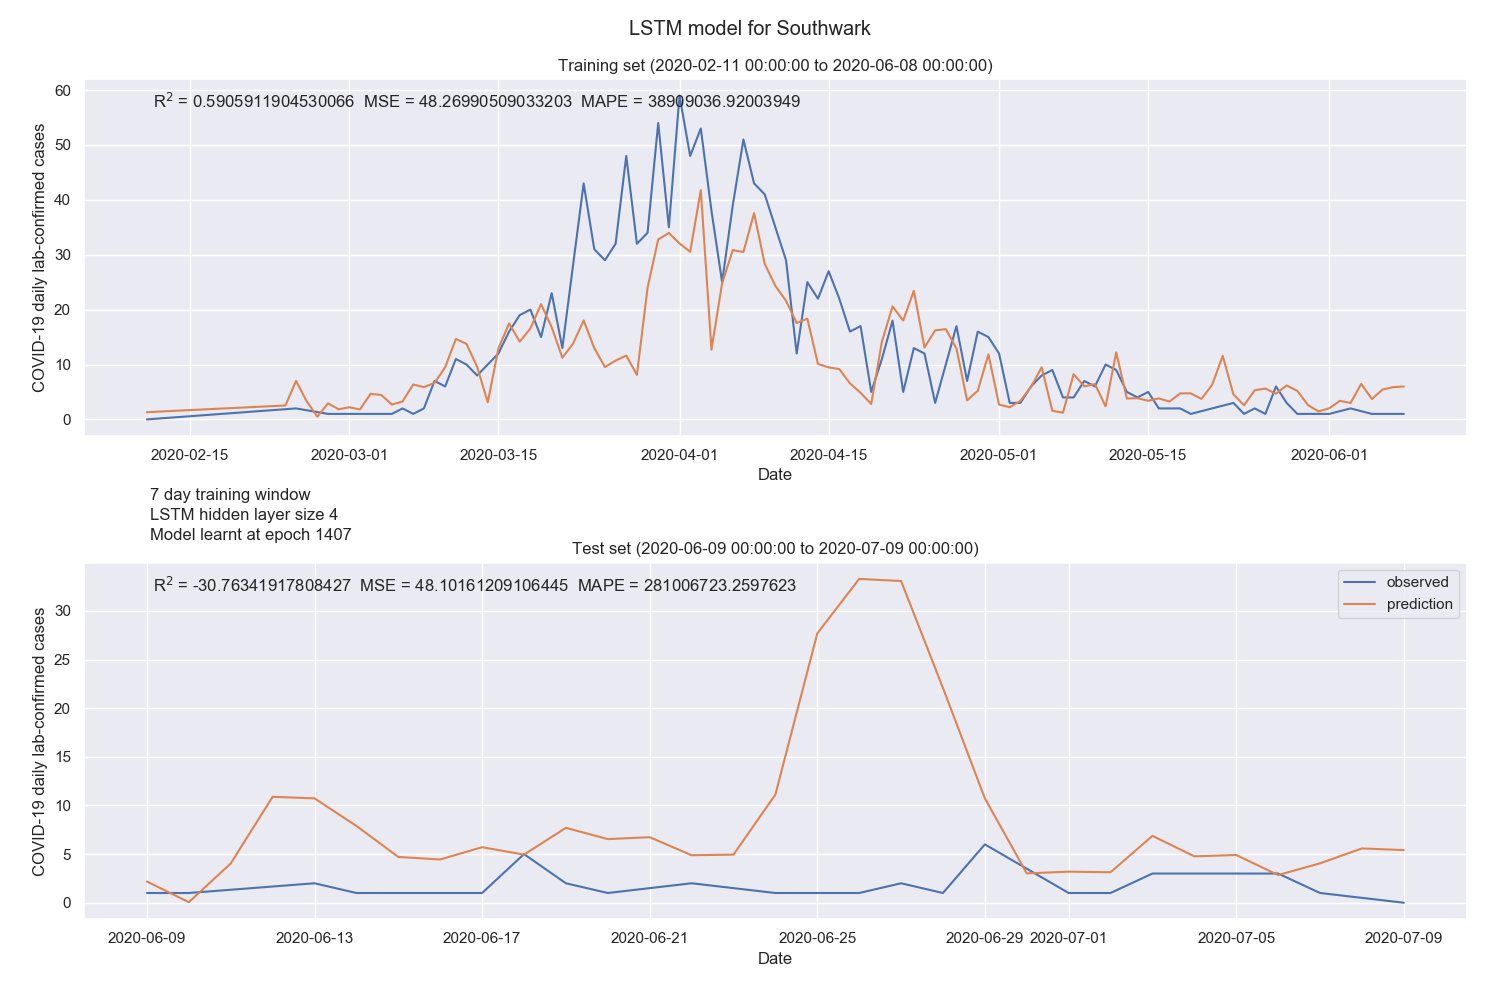 LSTM model for Southwark
Training set (2020-02-11 00:00:00 to 2020-06-08 00:00:00)
R² = 0.5905911904530066 MSE = 48.26990509033203 MAPE = 38909036.92003949
COVID-19 daily lab-confirmed cases
60
50
40
30
20
10
0
2020-02-15 2020-03-01 2020-03-15 2020-04-01 2020-04-15 2020-05-01 2020-05-15 2020-06-01
Date
7 day training window
LSTM hidden layer size 4
Model learnt at epoch 1407
Test set (2020-06-09 00:00:00 to 2020-07-09 00:00:00)
R² = -30.76341917808427 MSE = 48.10161209106445 MAPE = 281006723.2597623
observed
prediction
COVID-19 daily lab-confirmed cases
30
25
20
15
10
5
0
2020-06-09 2020-06-13 2020-06-17 2020-06-21 2020-06-25 2020-06-29 2020-07-01 2020-07-05 2020-07-09
Date